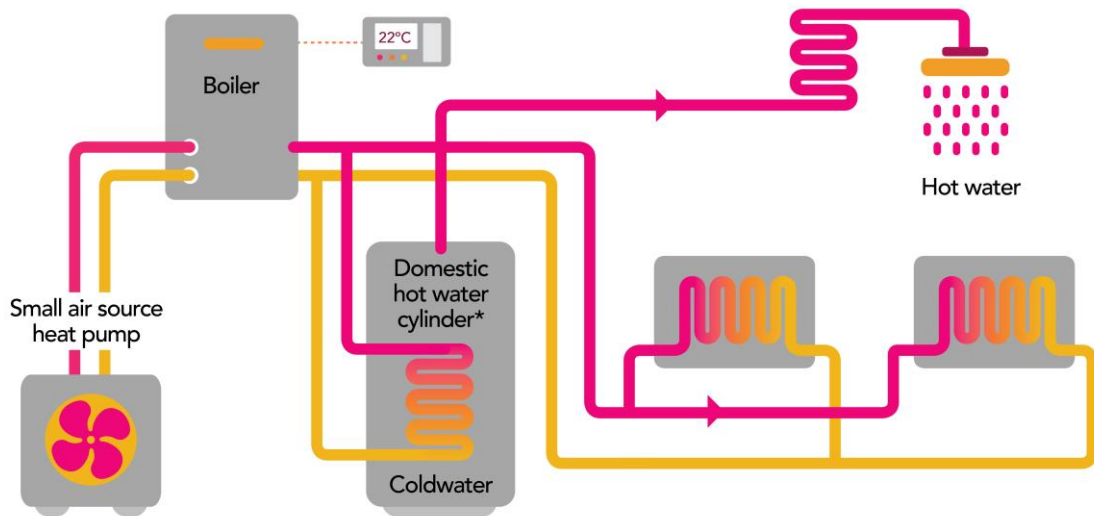 22°C
Boiler
Hot water
Domestic
hot water
cylinder*
Small air source
heat pump
Coldwater